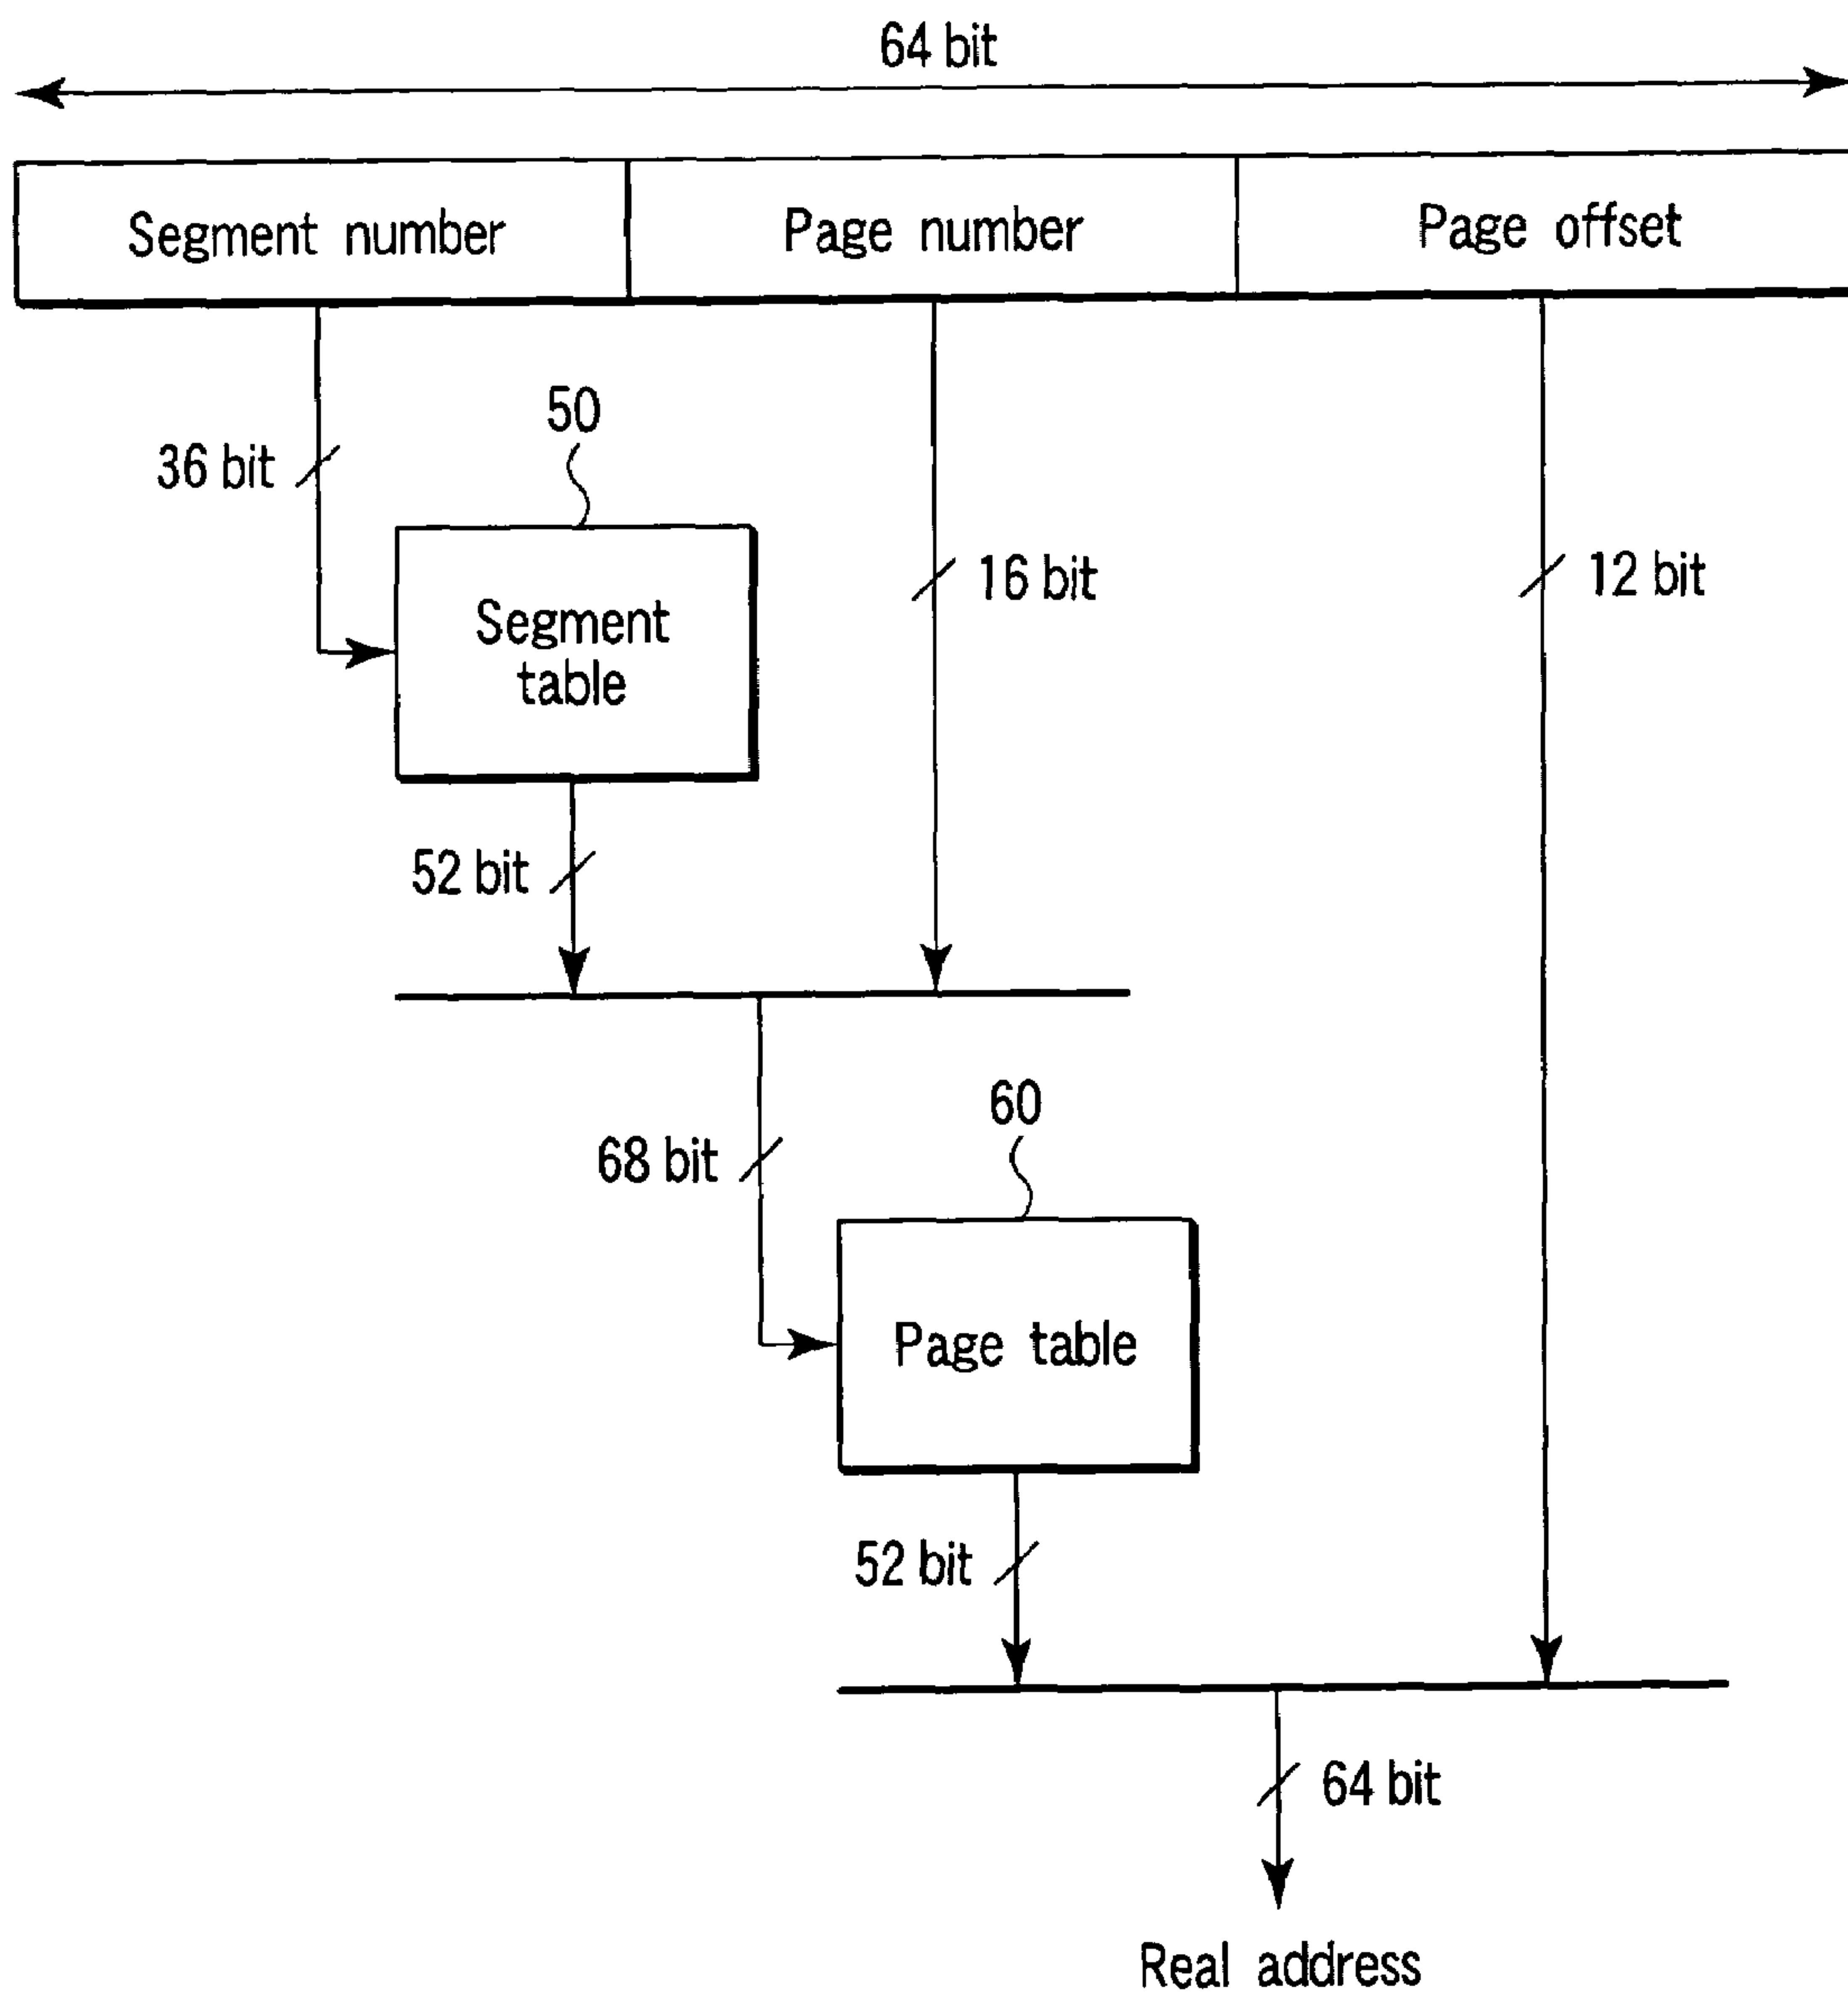 64 bit
Segment number
Page number
Page offset
36 bit
50
Segment
table
16 bit
12 bit
52 bit
68 bit
60
Page table
52 bit
64 bit
Real address